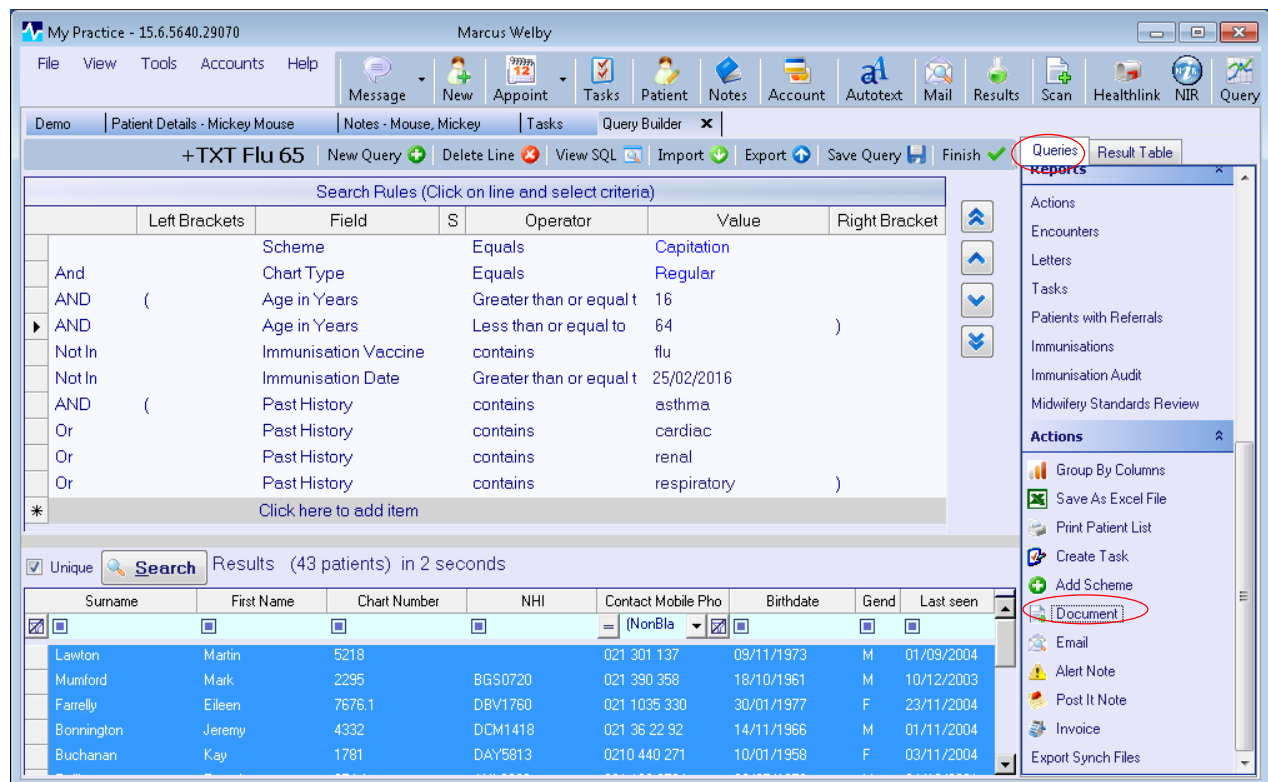 My Practice - 15.6.5640.29070 Marcus Welby
File View Tools Accounts Help
Message New Appoint Tasks Patient Notes Account Autotext Mail Results Scan Healthlink NIR Query
Demo Patient Details - Mickey Mouse Notes - Mouse, Mickey Tasks Query Builder
+TXT Flu 65 New Query Delete Line View SQL Import Export Save Query Finish
Search Rules (Click on line and select criteria)
Left Brackets Field S Operator Value Right Bracket
Scheme Equals Capitation
And Chart Type Equals Regular
AND ( Age in Years Greater than or equal t 16
AND Age in Years Less than or equal to 64 )
Not In Immunisation Vaccine contains flu
Not In Immunisation Date Greater than or equal t 25/02/2016
AND ( Past History contains asthma
Or Past History contains cardiac
Or Past History contains renal
Or Past History contains respiratory )
Click here to add item
Unique Search Results (43 patients) in 2 seconds
Surname First Name Chart Number NHI Contact Mobile Pho Birthdate Gend Last seen
= (NonBla
Lawton Martin 5218 021 301 137 09/11/1973 M 01/09/2004
Mumford Mark 2295 BGS0720 021 390 358 18/10/1961 M 10/12/2003
Farrelly Eileen 7676.1 DBV1760 021 1035 330 30/01/1977 F 23/11/2004
Bonnington Jeremy 4332 DCM1418 021 36 22 92 14/11/1966 M 01/11/2004
Buchanan Kay 1781 DAY5813 0210 440 271 10/01/1958 F 03/11/2004
Queries Result Table
Reports
Actions
Encounters
Letters
Tasks
Patients with Referrals
Immunisations
Immunisation Audit
Midwifery Standards Review
Actions
Group By Columns
Save As Excel File
Print Patient List
Create Task
Add Scheme
Document
Email
Alert Note
Post It Note
Invoice
Export Synch Files